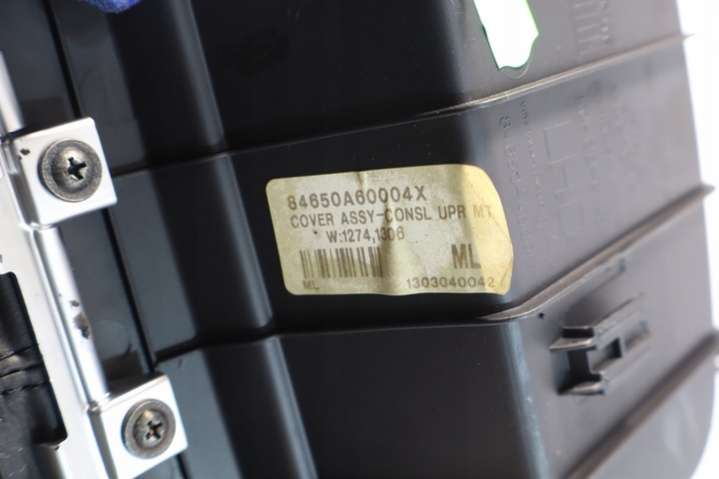 84650A60004X
COVER ASSY-CONSL UPR MT
W:1274,1306
ML
ML 1303040042